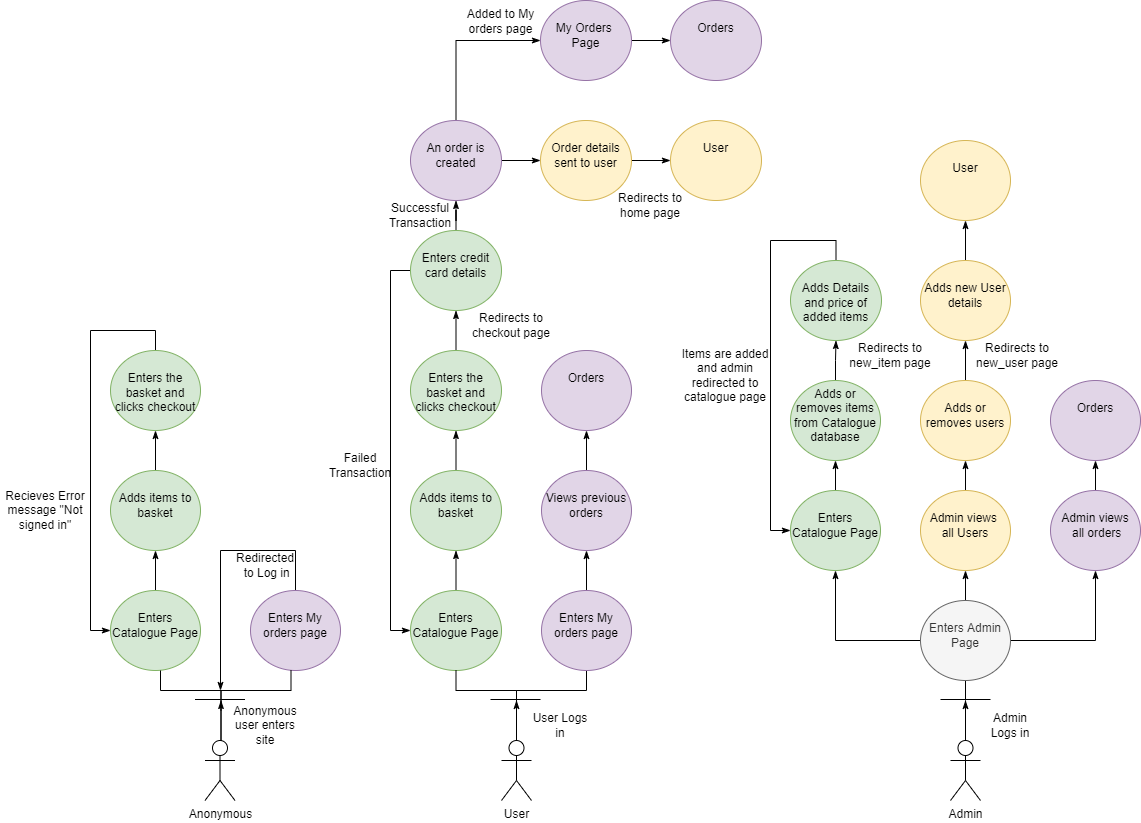 Added to My
orders page
My Orders
Page
Orders
An order is
created
Order details
sent to user
User
Redirects to
home page
Successful
Transaction
Enters credit
card details
Redirects to
checkout page
Enters the
basket and
clicks checkout
Adds items to
basket
Recieves Error
message "Not
signed in"
Enters
Catalogue Page
Redirected
to Log in
Enters My
orders page
Anonymous
user enters
site
Anonymous
Failed
Transaction
Enters the
basket and
clicks checkout
Adds items to
basket
Enters
Catalogue Page
Orders
Views previous
orders
Enters My
orders page
User Logs
in
User
User
Adds Details
and price of
added items
Adds new User
details
Items are added
and admin
redirected to
catalogue page
Redirects to
new_item page
Redirects to
new_user page
Adds or
removes items
from Catalogue
database
Adds or
removes users
Orders
Enters
Catalogue Page
Admin views
all Users
Admin views
all orders
Enters Admin
Page
Admin
Logs in
Admin